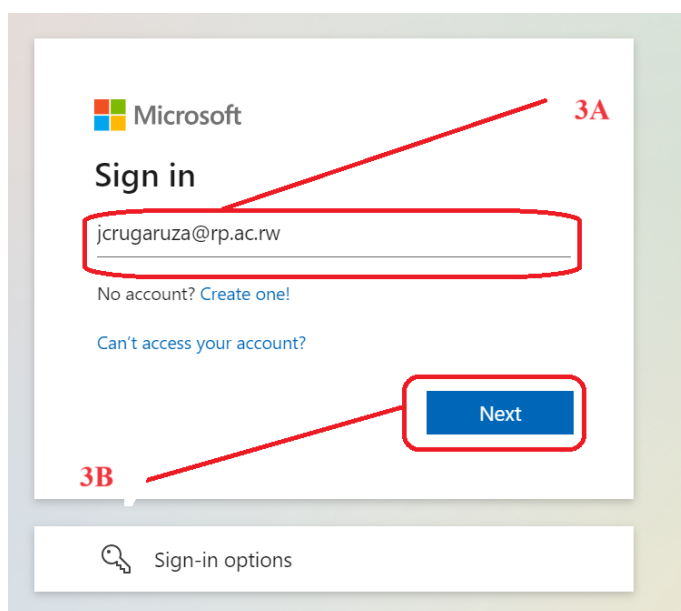 Microsoft
3A
Sign in
jcrugaruza@rp.ac.rw
No account? Create one!
Can't access your account?
Next
3B
Sign-in options